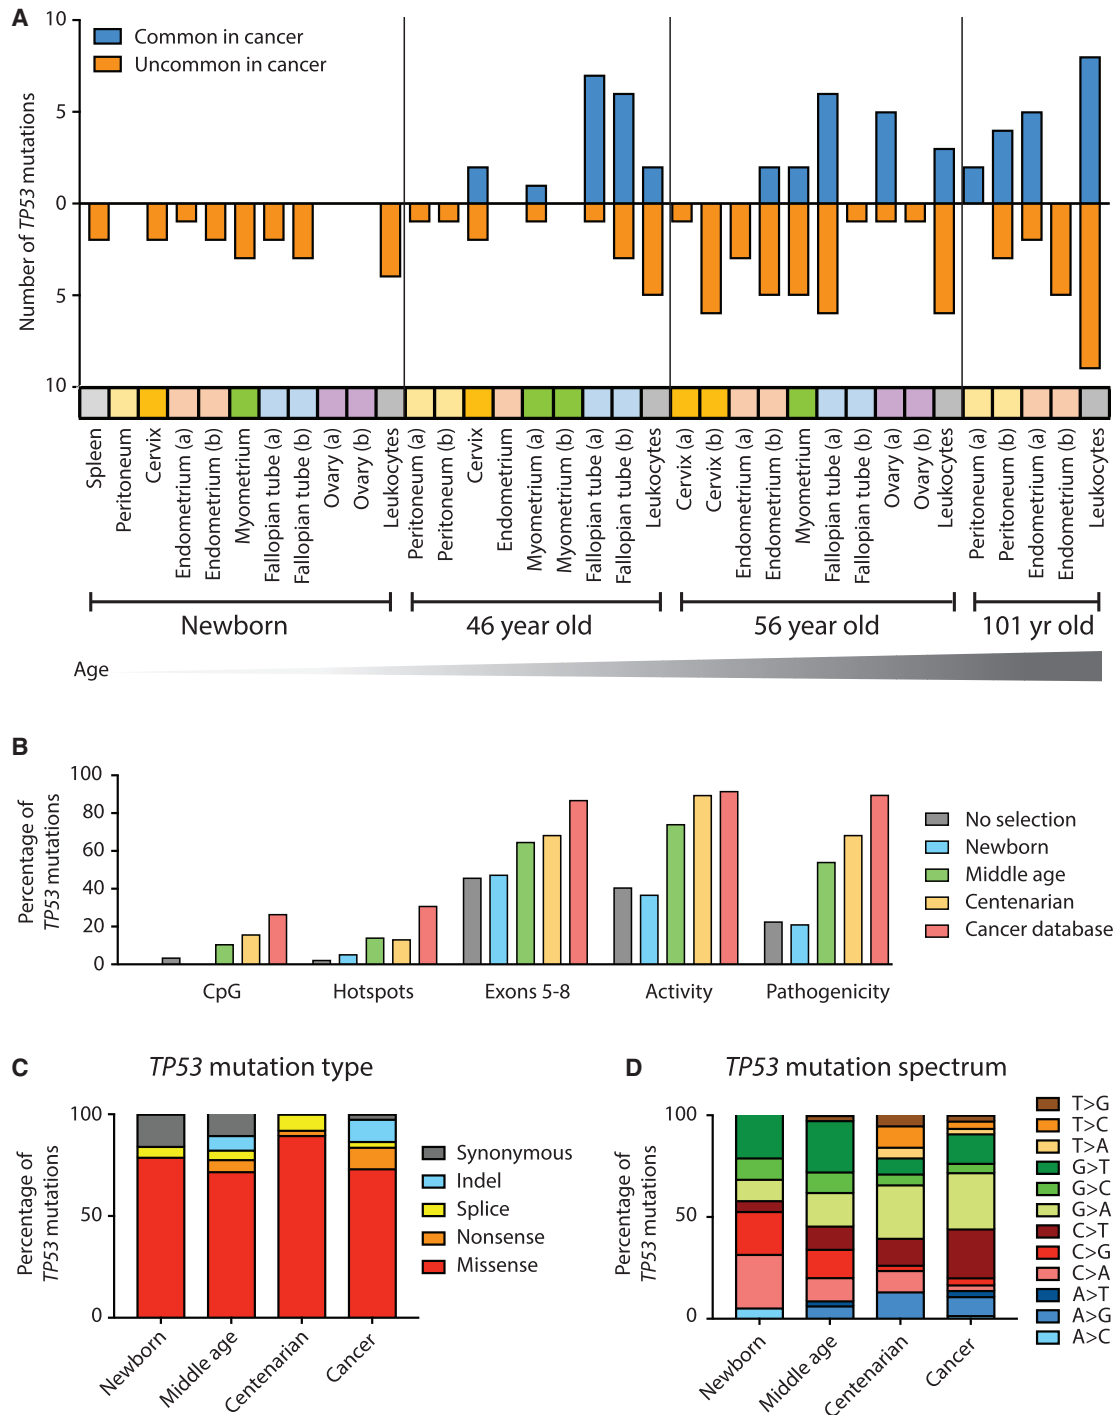 A
10
5
0
5
10
Number of TP53 mutations
Common in cancer
Uncommon in cancer
Spleen
Peritoneum
Cervix
Endometrium (a)
Endometrium (b)
Myometrium
Fallopian tube (a)
Fallopian tube (b)
Ovary (a)
Ovary (b)
Leukocytes
Peritoneum (a)
Peritoneum (b)
Cervix
Endometrium
Myometrium (a)
Myometrium (b)
Fallopian tube (a)
Fallopian tube (b)
Leukocytes
Cervix (a)
Cervix (b)
Endometrium (a)
Endometrium (b)
Myometrium
Fallopian tube (a)
Fallopian tube (b)
Ovary (a)
Ovary (b)
Leukocytes
Peritoneum (a)
Peritoneum (b)
Endometrium (a)
Endometrium (b)
Leukocytes
Newborn
46 year old
56 year old
101 yr old
Age
B
Percentage of
TP53 mutations
100
80
60
40
20
0
CpG
Hotspots
Exons 5-8
Activity
Pathogenicity
No selection
Newborn
Middle age
Centenarian
Cancer database
C
TP53 mutation type
Percentage of
TP53 mutations
100
50
0
Newborn
Middle age
Centenarian
Cancer
Synonymous
Indel
Splice
Nonsense
Missense
D
TP53 mutation spectrum
Percentage of
TP53 mutations
100
50
0
Newborn
Middle age
Centenarian
Cancer
T>G
T>C
T>A
G>T
G>C
G>A
C>T
C>G
C>A
A>T
A>G
A>C